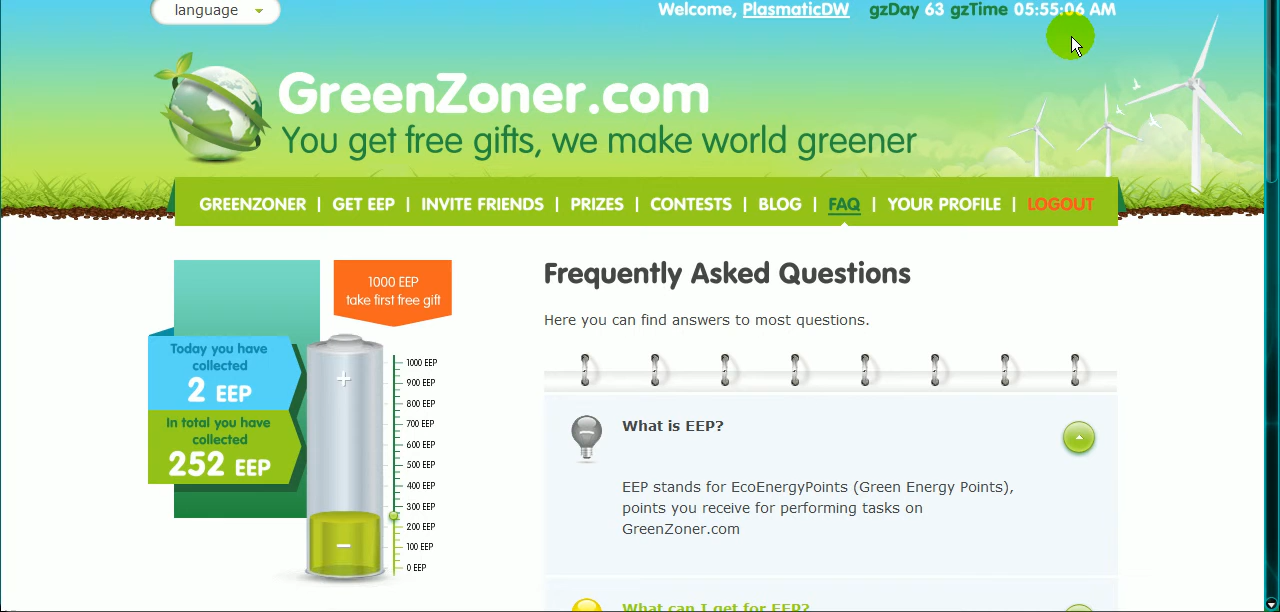 language
Welcome, PlasmaticDW gzDay 63 gzTime 05:55:06 AM
GreenZoner.com
You get free gifts, we make world greener
GREENZONER | GET EEP | INVITE FRIENDS | PRIZES | CONTESTS | BLOG | FAQ | YOUR PROFILE | LOGOUT
1000 EEP
take first free gift
Today you have
collected
2 EEP
In total you have
collected
252 EEP
+
−
1000 EEP
900 EEP
800 EEP
700 EEP
600 EEP
500 EEP
400 EEP
300 EEP
200 EEP
100 EEP
0 EEP
Frequently Asked Questions
Here you can find answers to most questions.
What is EEP?
EEP stands for EcoEnergyPoints (Green Energy Points),
points you receive for performing tasks on
GreenZoner.com
What can I get for EEP?